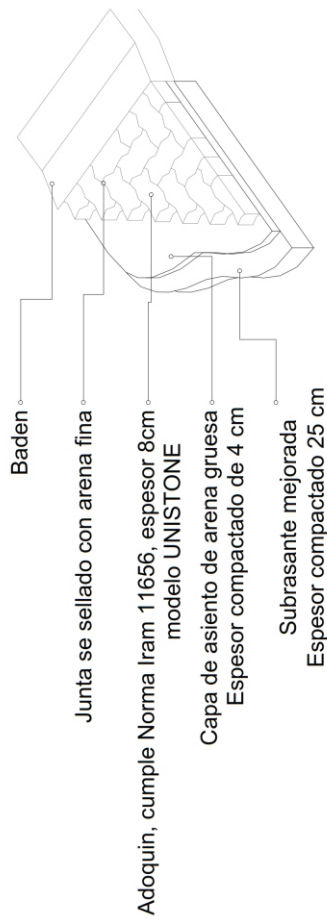 Baden
Junta se sellado con arena fina
Adoquin, cumple Norma Iram 11656, espesor 8cm
modelo UNISTONE
Capa de asiento de arena gruesa
Espesor compactado de 4 cm
Subrasante mejorada
Espesor compactado 25 cm